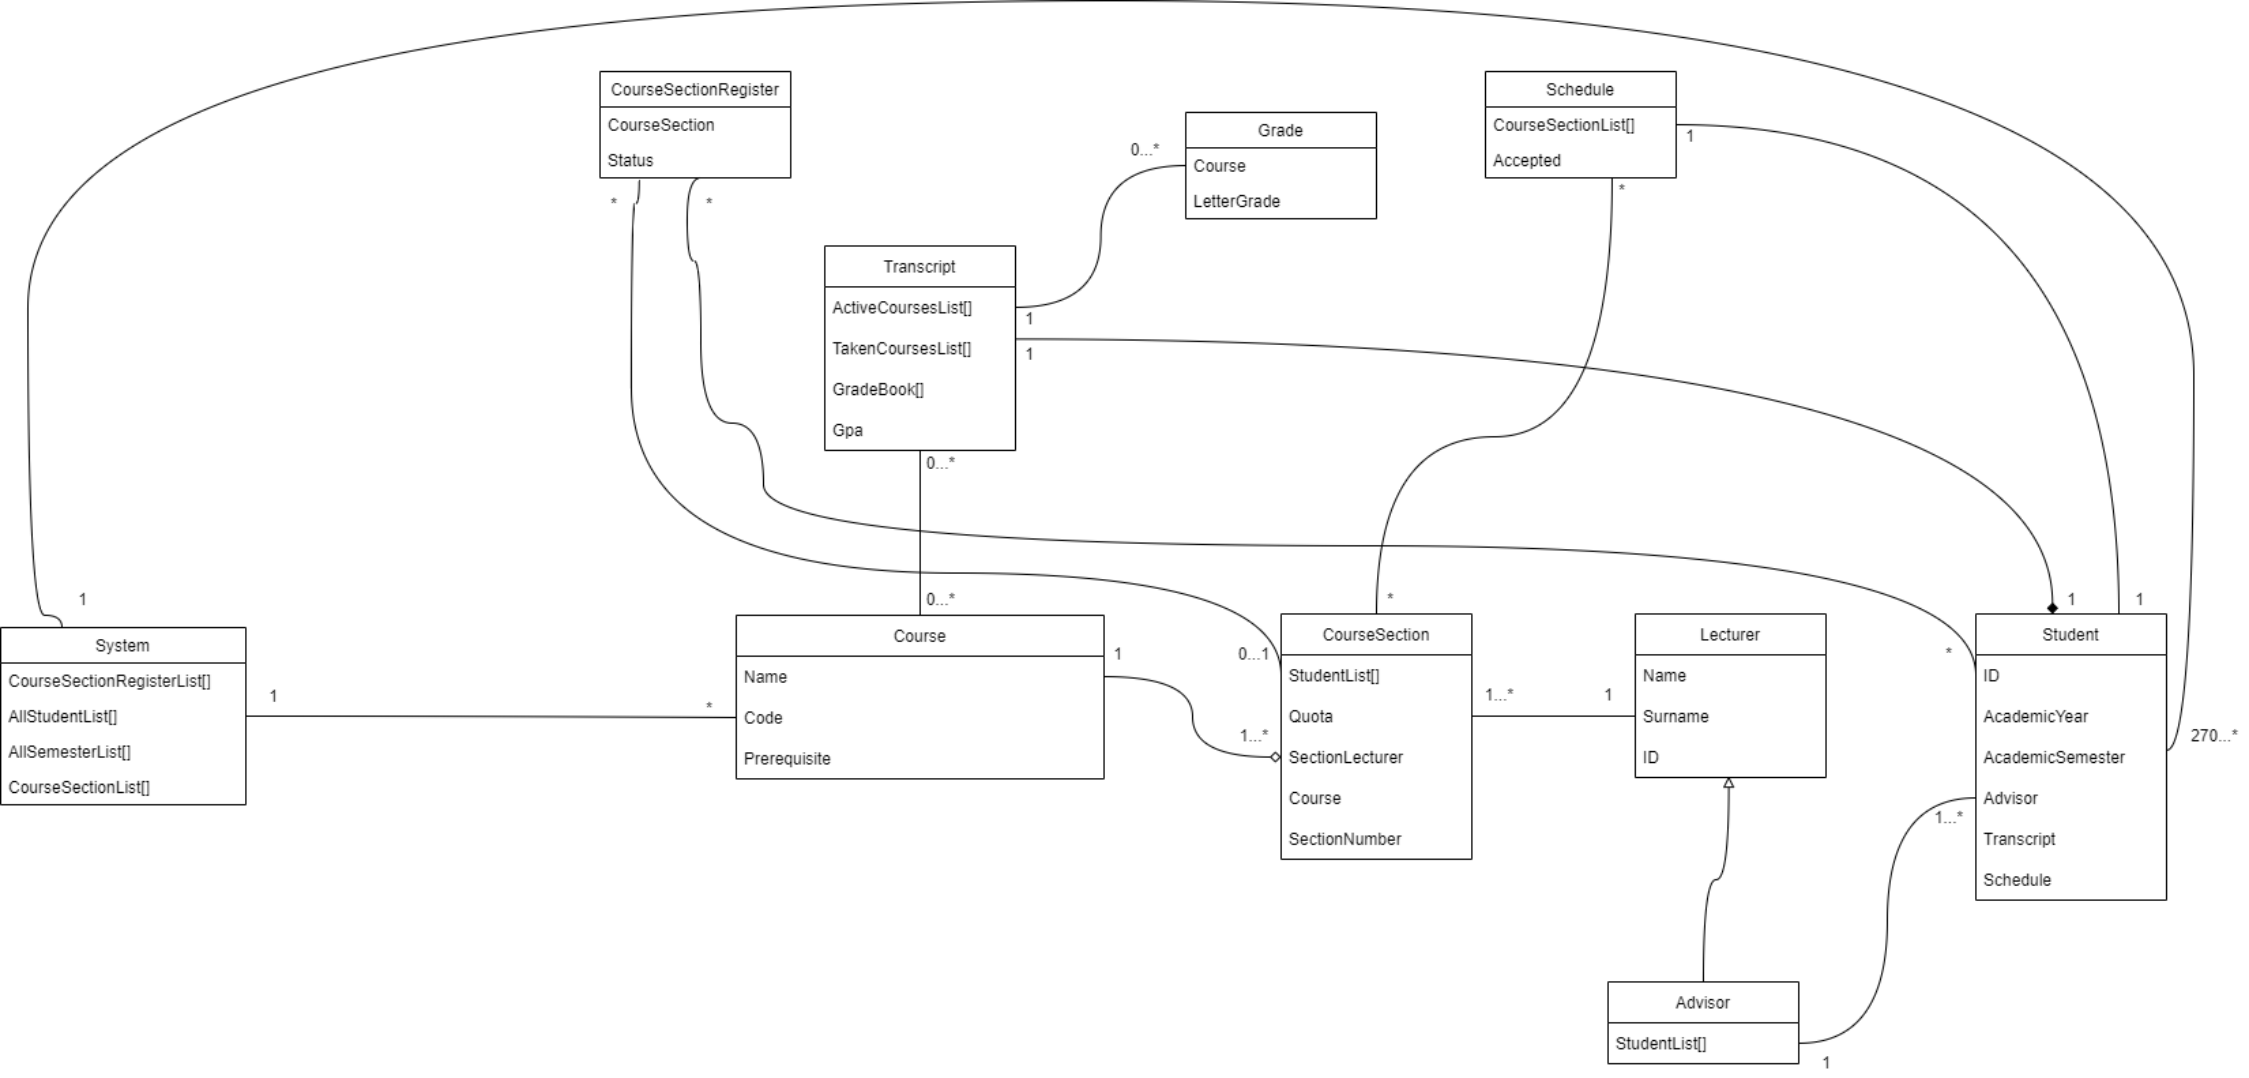 CourseSectionRegister
CourseSection
Status
*
*
Schedule
CourseSectionList[]
Accepted
1
*
Grade
Course
LetterGrade
0...*
Transcript
ActiveCoursesList[]
TakenCoursesList[]
GradeBook[]
Gpa
1
1
0...*
0...*
1
System
CourseSectionRegisterList[]
AllStudentList[]
AllSemesterList[]
CourseSectionList[]
1
*
Course
Name
Code
Prerequisite
1
0...1
1...*
*
CourseSection
StudentList[]
Quota
SectionLecturer
Course
SectionNumber
1...*
1
Lecturer
Name
Surname
ID
1
1
*
Student
ID
AcademicYear
AcademicSemester
Advisor
Transcript
Schedule
270...*
1...*
Advisor
StudentList[]
1